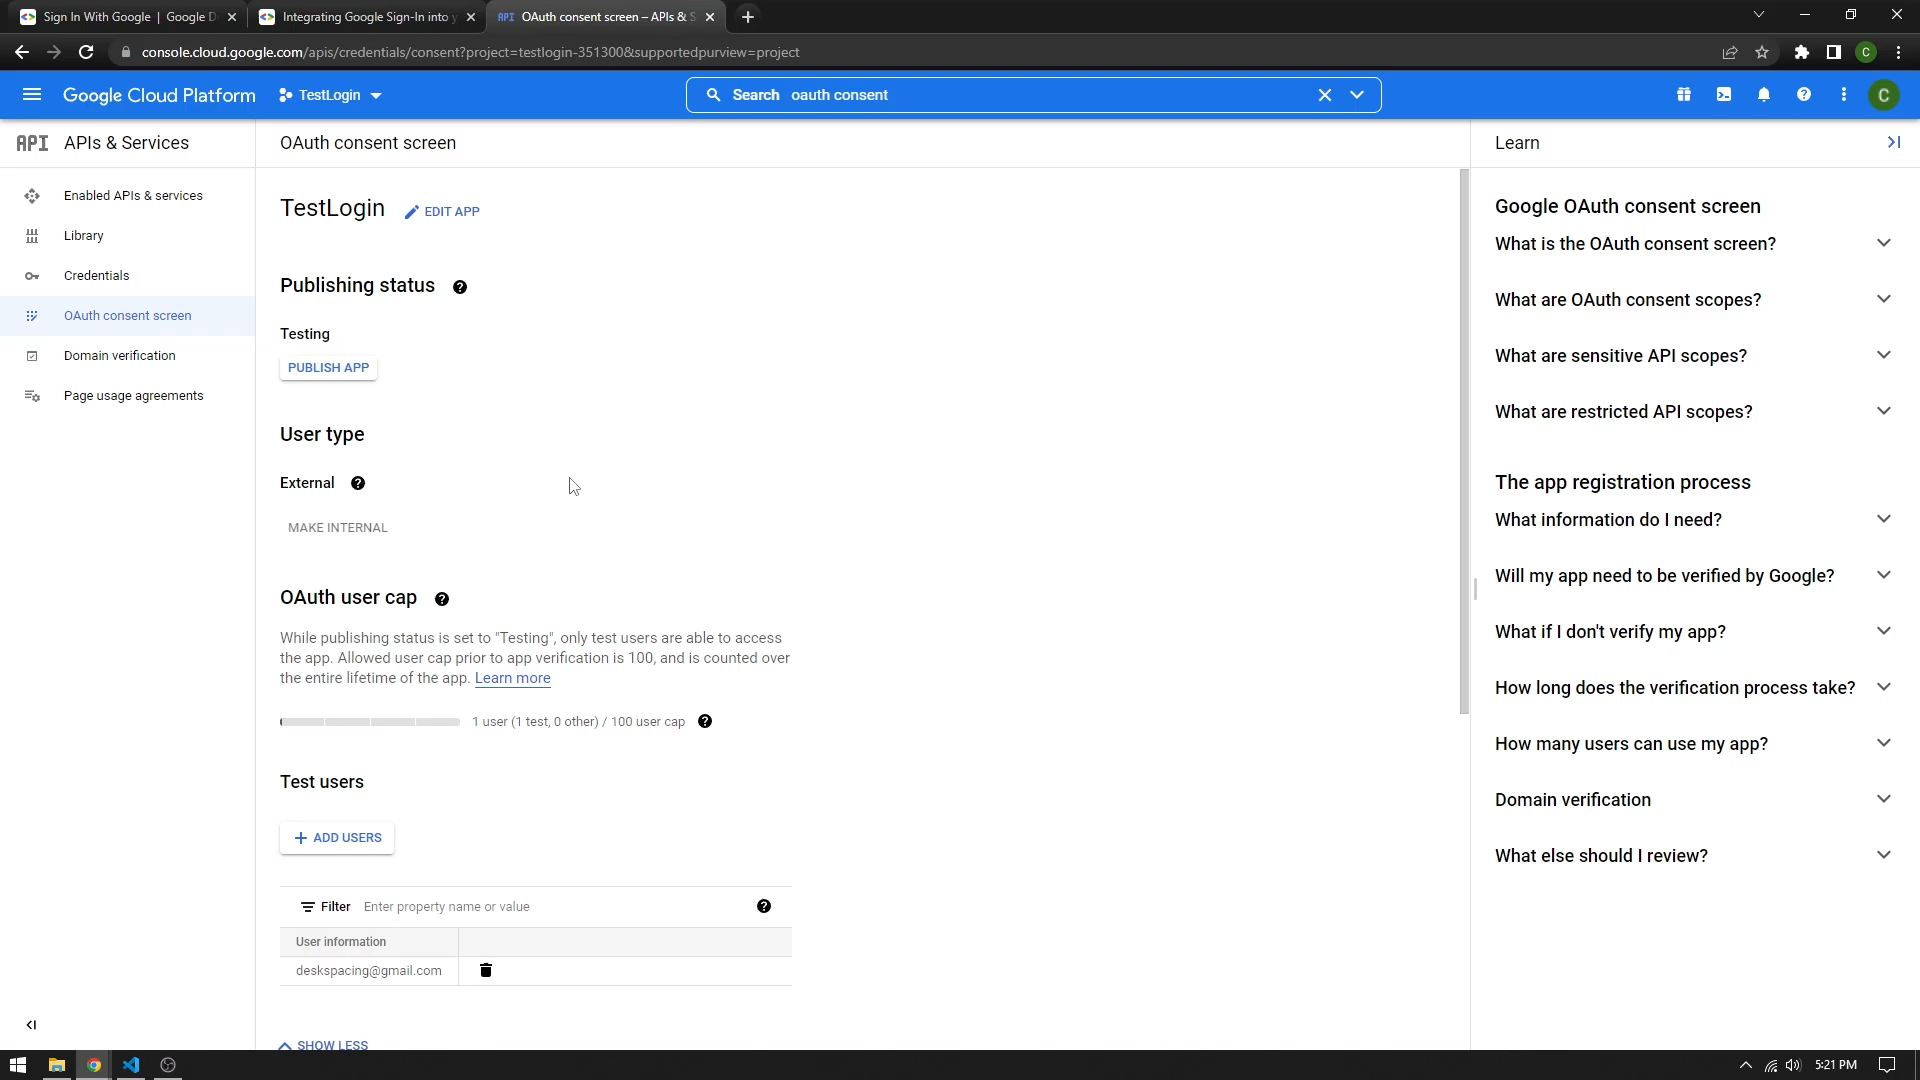 Sign In With Google | Google D
Integrating Google Sign-In into y
API OAuth consent screen – APIs & S
console.cloud.google.com/apis/credentials/consent?project=testlogin-351300&supportedpurview=project
C
Google Cloud Platform
TestLogin
Search oauth consent
C
API APIs & Services
OAuth consent screen
Learn
Enabled APIs & services
Library
Credentials
OAuth consent screen
Domain verification
Page usage agreements
TestLogin
EDIT APP
Publishing status
Testing
PUBLISH APP
User type
External
MAKE INTERNAL
OAuth user cap
While publishing status is set to "Testing", only test users are able to access
the app. Allowed user cap prior to app verification is 100, and is counted over
the entire lifetime of the app. Learn more
1 user (1 test, 0 other) / 100 user cap
Test users
ADD USERS
Filter Enter property name or value
User information
deskspacing@gmail.com
SHOW LESS
Google OAuth consent screen
What is the OAuth consent screen?
What are OAuth consent scopes?
What are sensitive API scopes?
What are restricted API scopes?
The app registration process
What information do I need?
Will my app need to be verified by Google?
What if I don't verify my app?
How long does the verification process take?
How many users can use my app?
Domain verification
What else should I review?
5:21 PM